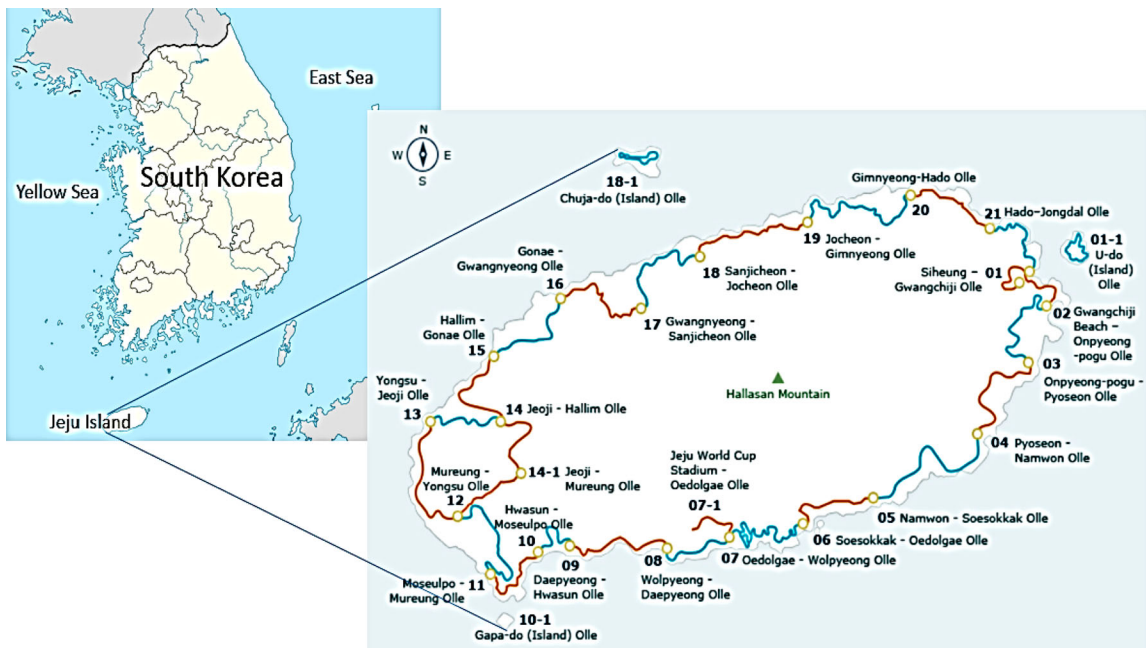 East Sea
South Korea
Yellow Sea
Jeju Island
N
W E
S
18-1
Chuja-do (Island) Olle
Gimnyeong-Hado Olle
20
21 Hado-Jongdal Olle
01-1
U-do
(Island)
Olle
19 Jocheon -
Gimnyeong Olle
Gonae -
Gwangnyeong Olle
16
18 Sanjicheon -
Jocheon Olle
Siheung - 01
Gwangchiji Olle
02 Gwangchiji
Beach -
Onpyeong
-pogu Olle
17 Gwangnyeong -
Sanjicheon Olle
Hallim -
Gonae Olle
15
03
Onpyeong-pogu -
Pyoseon Olle
Hallasan Mountain
Yongsu -
Jeoji Olle
13
14 Jeoji - Hallim Olle
04 Pyoseon -
Namwon Olle
Mureung -
Yongsu Olle
12
14-1 Jeoji -
Mureung Olle
Jeju World Cup
Stadium -
Oedolgae Olle
07-1
Hwasun -
Moseulpo Olle
10
05 Namwon - Soesokkak Olle
06 Soesokkak - Oedolgae Olle
07 Oedolgae - Wolpyeong Olle
08
Wolpyeong -
Daepyeong Olle
09
Daepyeong -
Hwasun Olle
11
Moseulpo -
Mureung Olle
10-1
Gapa-do (Island) Olle